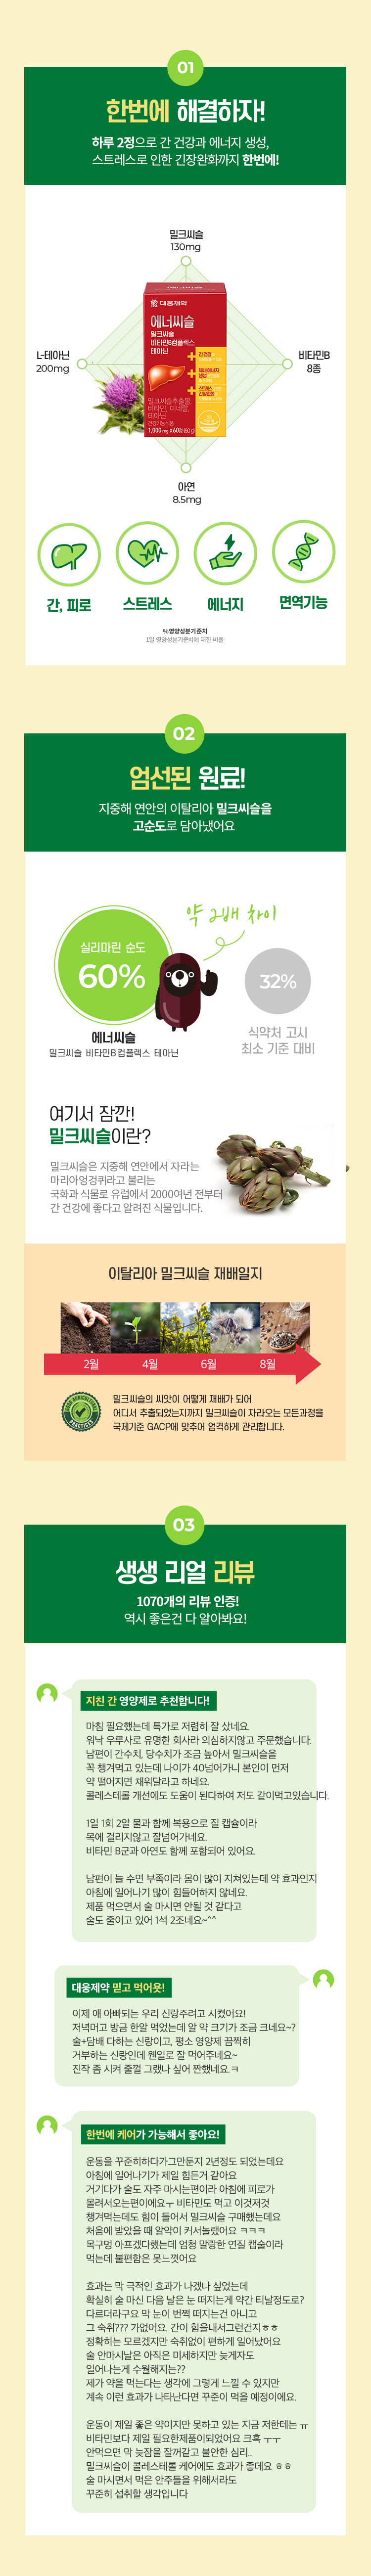 01
한번에 해결하자!
하루 2정으로 간 건강과 에너지 생성,
스트레스로 인한 긴장완화까지 한번에!
밀크씨슬
130mg
L-테아닌
200mg
비타민B
8종
대웅제약
에너씨슬
밀크씨슬
비타민B컴플렉스
테아닌
간 건강
밀크씨슬추출물,
비타민, 미네랄,
테아닌
건강기능식품
1,000 mg x 60정 (60 g)
아연
8.5mg
간, 피로
스트레스
에너지
면역기능
%영양성분기준치
1일 영양성분기준치에 대한 비율
02
엄선된 원료!
지중해 연안의 이탈리아 밀크씨슬을
고순도로 담아냈어요
약 2배 차이
실리마린 순도
60%
32%
에너씨슬
밀크씨슬 비타민B컴플렉스 테아닌
식약처 고시
최소 기준 대비
여기서 잠깐!
밀크씨슬이란?
밀크씨슬은 지중해 연안에서 자라는
마리아엉겅퀴라고 불리는
국화과 식물로 유럽에서 2000여년 전부터
간 건강에 좋다고 알려진 식물입니다.
이탈리아 밀크씨슬 재배일지
2월
4월
6월
8월
밀크씨슬의 씨앗이 어떻게 재배가 되어
어디서 추출되었는지까지 밀크씨슬이 자라오는 모든과정을
국제기준 GACP에 맞추어 엄격하게 관리합니다.
03
생생 리얼 리뷰
1070개의 리뷰 인증!
역시 좋은건 다 알아봐요!
지친 간 영양제로 추천합니다!
마침 필요했는데 특가로 저렴히 잘 샀네요.
워낙 우루사로 유명한 회사라 의심하지않고 주문했습니다.
남편이 간수치, 당수치가 조금 높아서 밀크씨슬을
꼭 챙겨먹고 있는데 나이가 40넘어가니 본인이 먼저
약 떨어지면 채워달라고 하네요.
콜레스테롤 개선에도 도움이 된다하여 저도 같이먹고있습니다.
1일 1회 2알 물과 함께 복용으로 질 캡슐이라
목에 걸리지않고 잘넘어가네요.
비타민 B군과 아연도 함께 포함되어 있어요.
남편이 늘 수면 부족이라 몸이 많이 지쳐있는데 약 효과인지
아침에 일어나기 많이 힘들어하지 않네요.
제품 먹으면서 술 마시면 안될 것 같다고
술도 줄이고 있어 1석 2조네요~^^
대웅제약 믿고 먹어욧!
이제 애 아빠되는 우리 신랑주려고 시켰어요!
저녁머고 방금 한알 먹었는데 알 약 크기가 조금 크네요~?
술+담배 다하는 신랑이고, 평소 영양제 끔찍히
거부하는 신랑인데 웬일로 잘 먹어주네요~
진작 좀 시켜 줄껄 그랬나 싶어 짠했네요.ㅋ
한번에 케어가 가능해서 좋아요!
운동을 꾸준히하다가그만둔지 2년정도 되었는데요
아침에 일어나기가 제일 힘든거 같아요
거기다가 술도 자주 마시는편이라 아침에 피로가
몰려서오는편이에요ㅜ 비타민도 먹고 이것저것
챙겨먹는데도 힘이 들어서 밀크씨슬 구매했는데요
처음에 받았을 때 알약이 커서놀랬어요 ㅋㅋㅋ
목구멍 아프겠다했는데 엄청 말랑한 연질 캡슐이라
먹는데 불편함은 못느꼇어요
효과는 막 극적인 효과가 나겠나 싶었는데
확실히 술 마신 다음 날은 눈 떠지는게 약간 티날정도로?
다르더라구요 막 눈이 번쩍 떠지는건 아니고
그 숙취??? 가없어요. 간이 힘을내서그런건지ㅎㅎ
정확히는 모르겠지만 숙취없이 편하게 일어났어요
술 안마시날은 아직은 미세하지만 늦게자도
일어나는게 수월해지는??
제가 약을 먹는다는 생각에 그렇게 느낄 수 있지만
계속 이런 효과가 나타난다면 꾸준이 먹을 예정이에요.
운동이 제일 좋은 약이지만 못하고 있는 지금 저한테는 ㅠ
비타민보다 제일 필요한제품이되었어요 크흑 ㅜㅜ
안먹으면 막 늦잠을 잘꺼같고 불안한 심리..
밀크씨슬이 콜레스테롤 케어에도 효과가 좋데요 ㅎㅎ
술 마시면서 먹은 안주들을 위해서라도
꾸준히 섭취할 생각입니다